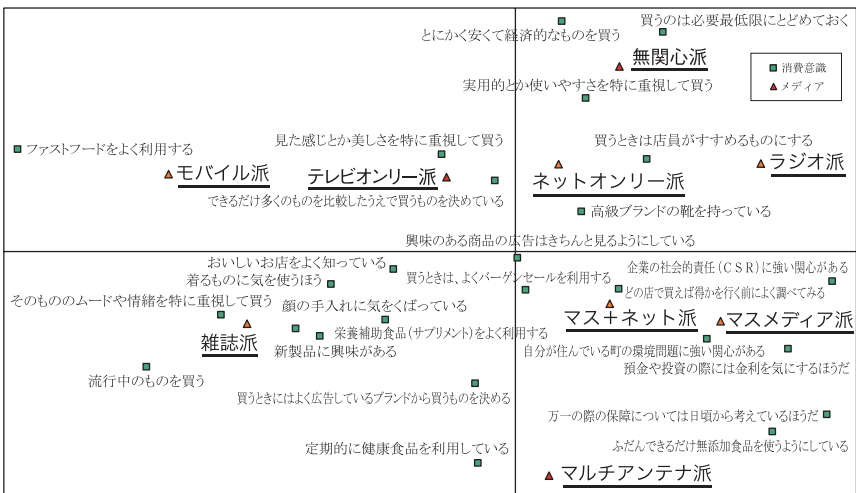 買うのは必要最低限にとどめておく
とにかく安くて経済的なものを買う
無関心派
消費意識
メディア
実用的とか使いやすさを特に重視して買う
ファストフードをよく利用する
見た感じとか美しさを特に重視して買う
買うときは店員がすすめるものにする
モバイル派
テレビオンリー派
ネットオンリー派
ラジオ派
できるだけ多くのものを比較したうえで買うものを決めている
高級ブランドの靴を持っている
興味のある商品の広告はきちんと見るようにしている
おいしいお店をよく知っている
企業の社会的責任(CSR)に強い関心がある
着るものに気を使うほう
買うときは、よくバーゲンセールを利用する
どの店で買えば得かを行く前によく調べてみる
そのもののムードや情緒を特に重視して買う
顔の手入れに気をくばっている
マス+ネット派
マスメディア派
雑誌派
栄養補助食品(サプリメント)をよく利用する
新製品に興味がある
自分が住んでいる町の環境問題に強い関心がある
預金や投資の際には金利を気にするほうだ
流行中のものを買う
買うときにはよく広告しているブランドから買うものを決める
万一の際の保障については日頃から考えているほうだ
定期的に健康食品を利用している
ふだんできるだけ無添加食品を使うようにしている
マルチアンテナ派